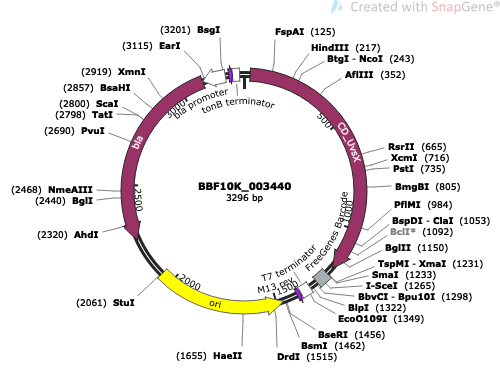 Created with SnapGene®
(3201) BsgI
FspAI (125)
(3115) EarI
HindIII (217)
BtgI - NcoI (243)
AflIII (352)
(2919) XmnI
(2857) BsaHI
(2800) ScaI
(2798) TatI
(2690) PvuI
bla promoter
tonB terminator
3000
500
CD_UvsX
bla
RsrII (665)
XcmI (716)
PstI (735)
BmgBI (805)
BBF10K_003440
3296 bp
(2468) NmeAIII
(2440) BglI
2500
1000
FreeGenes Barcode
PflMI (984)
BspDI - ClaI (1053)
BclI* (1092)
BglII (1150)
(2320) AhdI
TspMI - XmaI (1231)
SmaI (1233)
I-SceI (1265)
BbvCI - Bpu10I (1298)
BlpI (1322)
EcoO109I (1349)
T7 terminator
M13 rev
1500
2000
ori
(2061) StuI
BseRI (1456)
BsmI (1462)
(1655) HaeII
DrdI (1515)